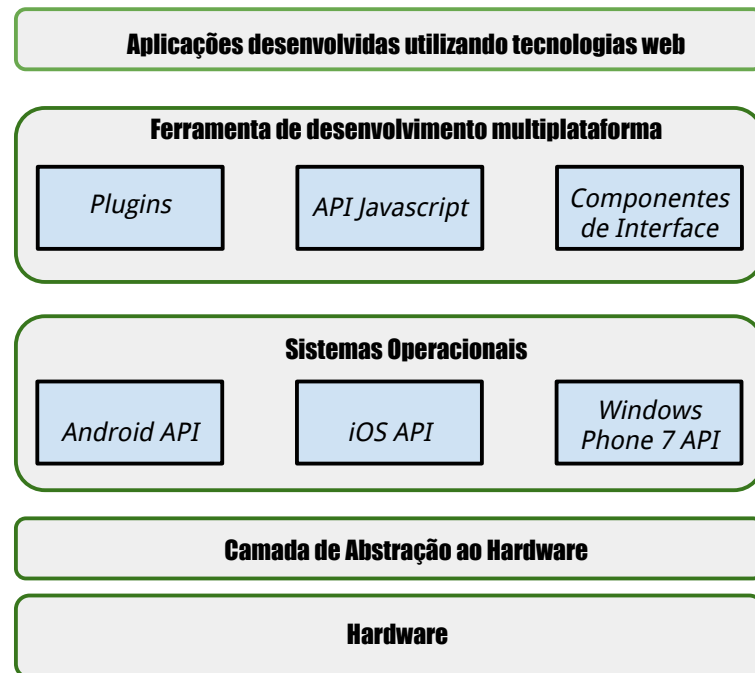 Aplicações desenvolvidas utilizando tecnologias web
Ferramenta de desenvolvimento multiplataforma
Plugins
API Javascript
Componentes
de Interface
Sistemas Operacionais
Android API
iOS API
Windows
Phone 7 API
Camada de Abstração ao Hardware
Hardware